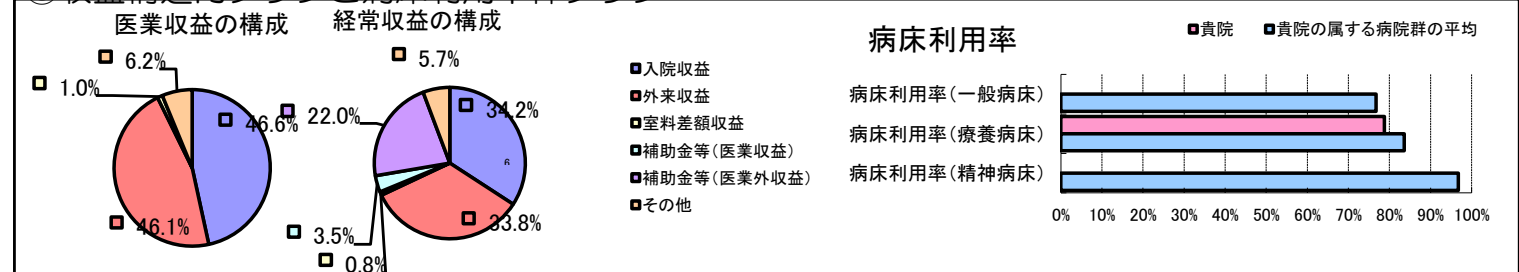 医業収益の構成
経常収益の構成
6.2%
1.0%
46.6%
46.1%
5.7%
22.0%
34.2%
6
33.8%
3.5%
0.8%
入院収益
外来収益
室料差額収益
補助金等(医業収益)
補助金等(医業外収益)
その他
病床利用率
貴院 貴院の属する病院群の平均
病床利用率(一般病床)
病床利用率(療養病床)
病床利用率(精神病床)
0% 10% 20% 30% 40% 50% 60% 70% 80% 90% 100%